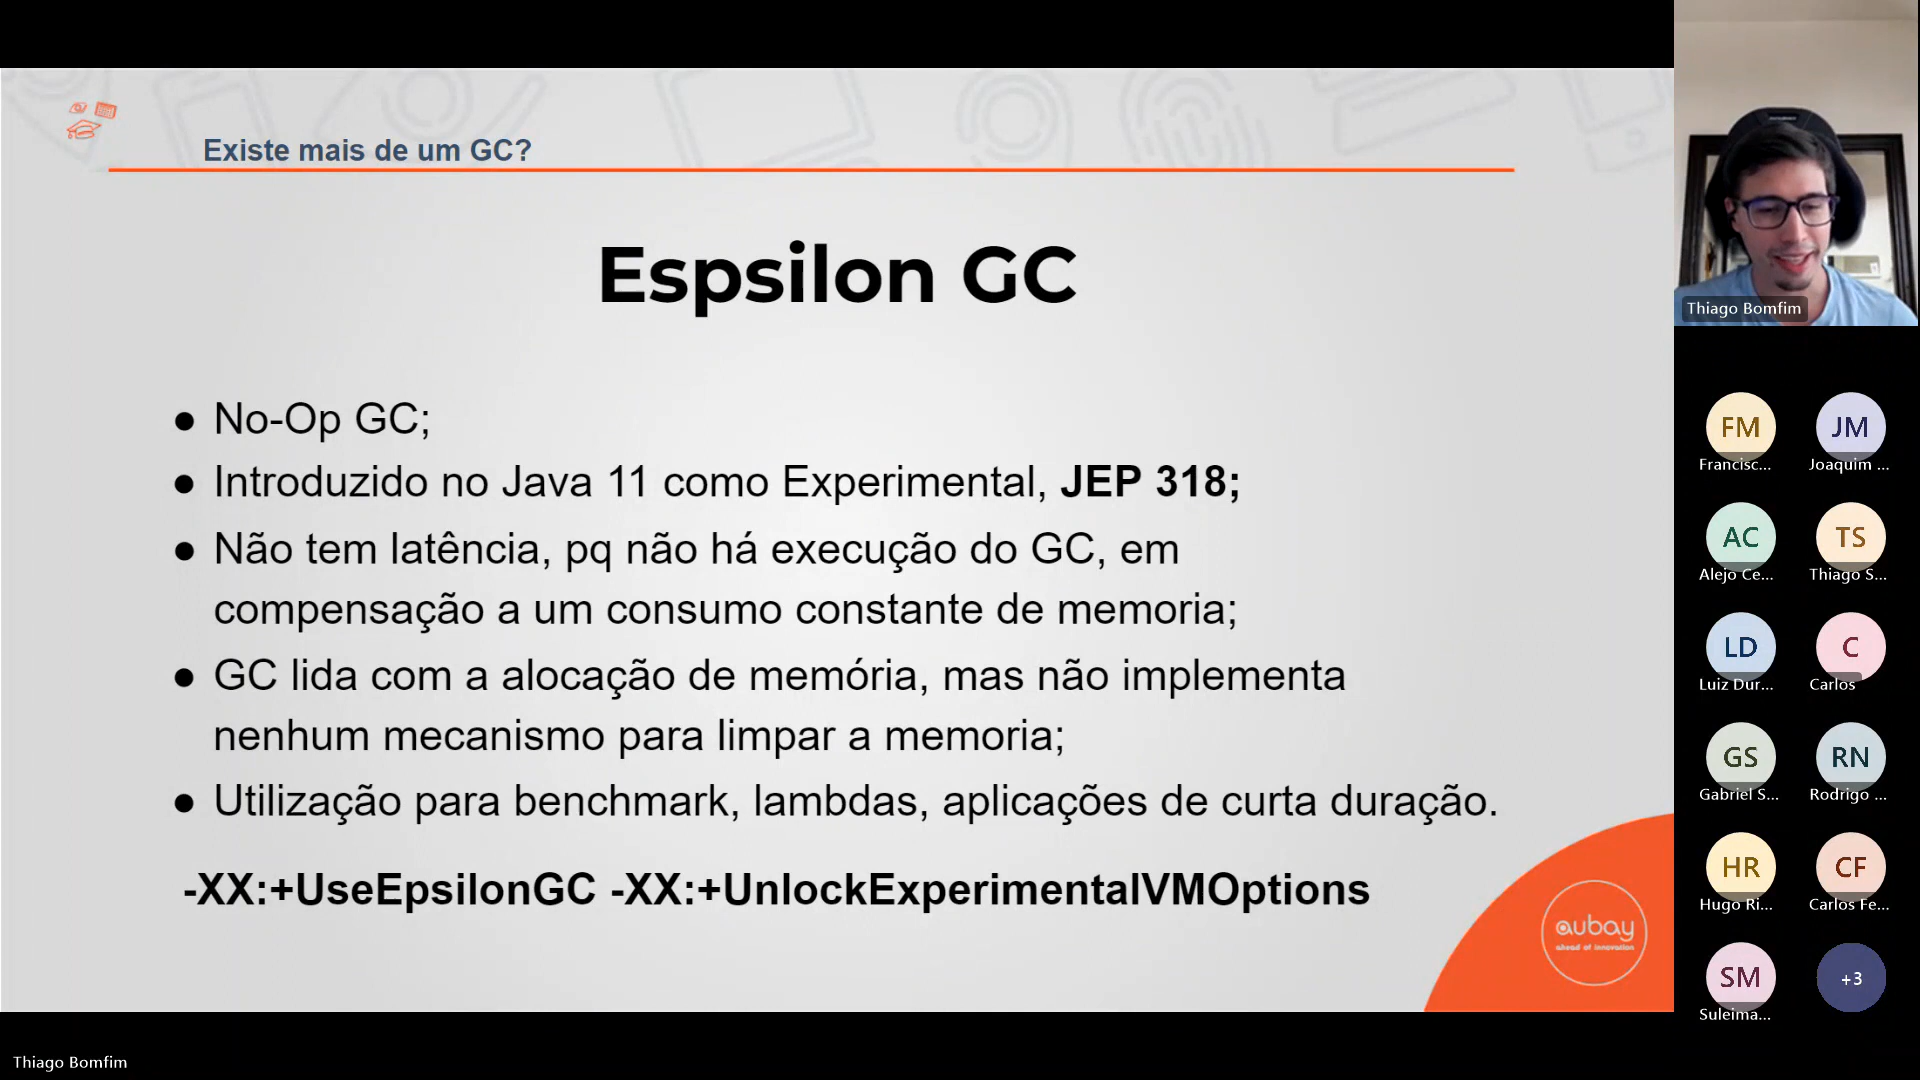 Existe mais de um GC?
Espsilon GC
● No-Op GC;
● Introduzido no Java 11 como Experimental, JEP 318;
● Não tem latência, pq não há execução do GC, em
compensação a um consumo constante de memoria;
● GC lida com a alocação de memória, mas não implementa
nenhum mecanismo para limpar a memoria;
● Utilização para benchmark, lambdas, aplicações de curta duração.
-XX:+UseEpsilonGC -XX:+UnlockExperimentalVMOptions
aubay
ahead of innovation
Thiago Bomfim
FM
Francisc...
JM
Joaquim ...
AC
Alejo Ce...
TS
Thiago S...
LD
Luiz Dur...
C
Carlos
GS
Gabriel S...
RN
Rodrigo ...
HR
Hugo Ri...
CF
Carlos Fe...
SM
Suleima...
+3
Thiago Bomfim